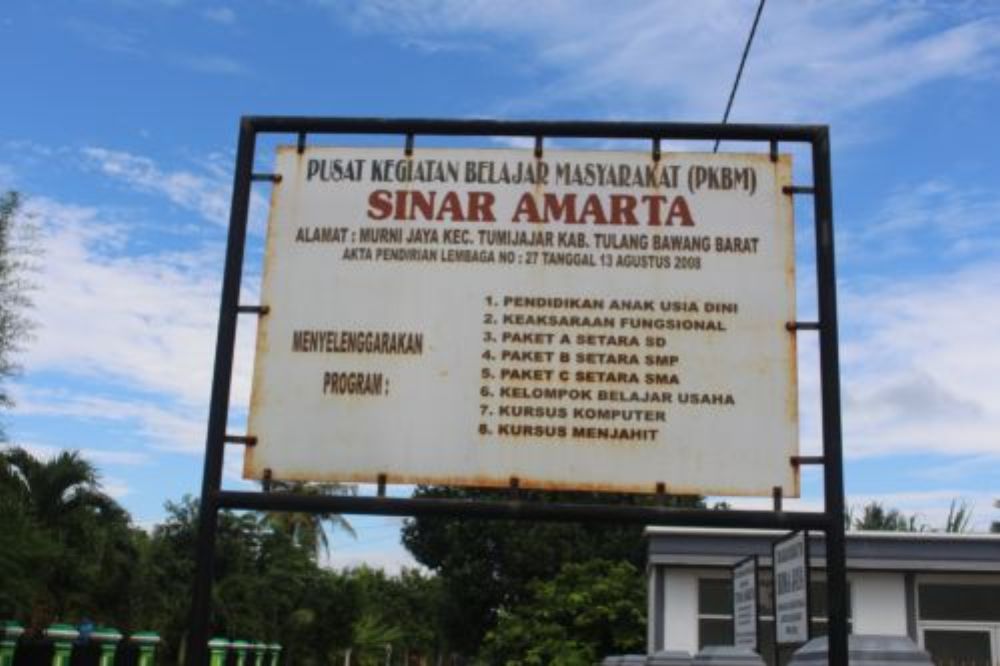 PUSAT KEGIATAN BELAJAR MASYARAKAT (PKBM)
SINAR AMARTA
ALAMAT : MURNI JAYA KEC. TUMIJAJAR KAB. TULANG BAWANG BARAT
AKTA PENDIRIAN LEMBAGA NO : 27 TANGGAL 13 AGUSTUS 2008
MENYELENGGARAKAN
PROGRAM :
1. PENDIDIKAN ANAK USIA DINI
2. KEAKSARAAN FUNGSIONAL
3. PAKET A SETARA SD
4. PAKET B SETARA SMP
5. PAKET C SETARA SMA
6. KELOMPOK BELAJAR USAHA
7. KURSUS KOMPUTER
8. KURSUS MENJAHIT